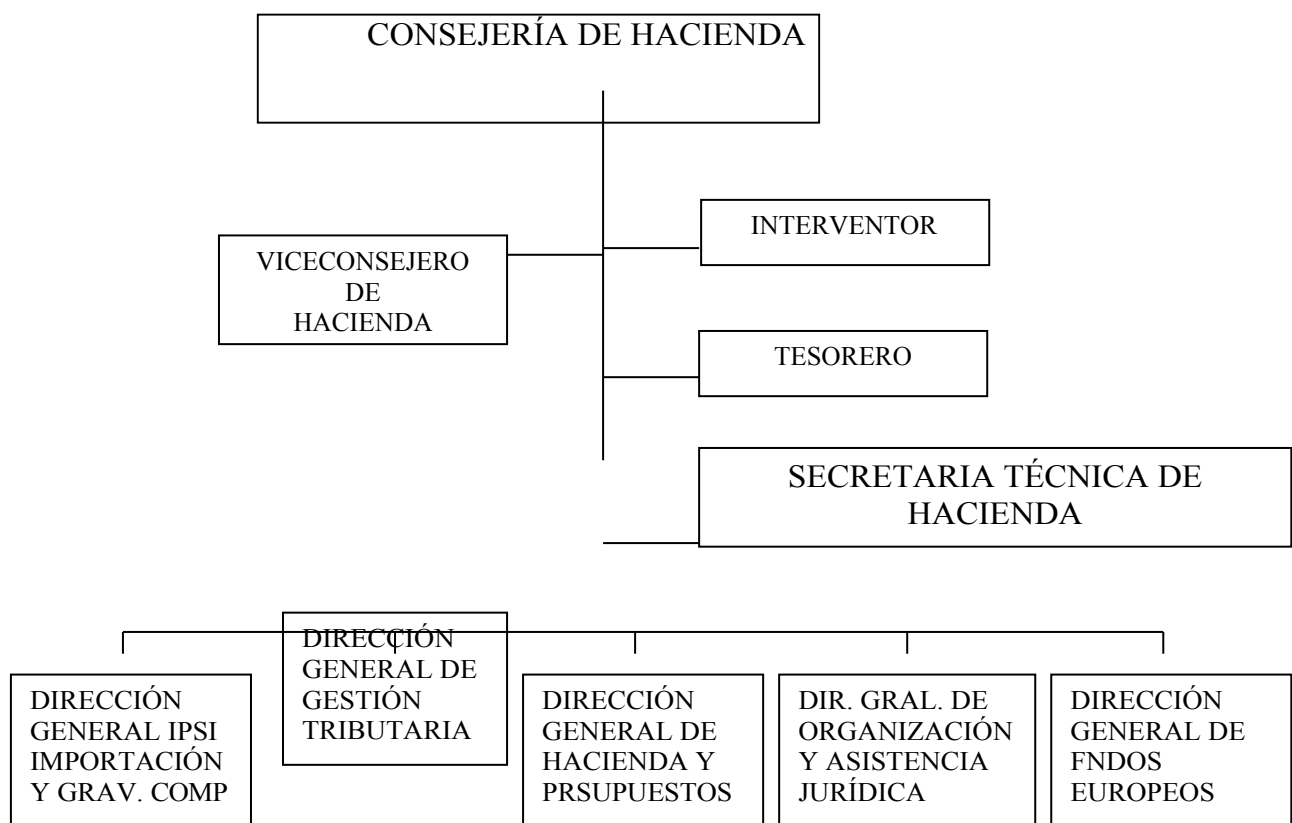 CONSEJERÍA DE HACIENDA
INTERVENTOR
VICECONSEJERO
DE
HACIENDA
TESORERO
SECRETARIA TÉCNICA DE
HACIENDA
DIRECCIÓN
GENERAL IPSI
IMPORTACIÓN
Y GRAV. COMP
DIRECCIÓN
GENERAL DE
GESTIÓN
TRIBUTARIA
DIRECCIÓN
GENERAL DE
HACIENDA Y
PRSUPUESTOS
DIR. GRAL. DE
ORGANIZACIÓN
Y ASISTENCIA
JURÍDICA
DIRECCIÓN
GENERAL DE
FNDOS
EUROPEOS